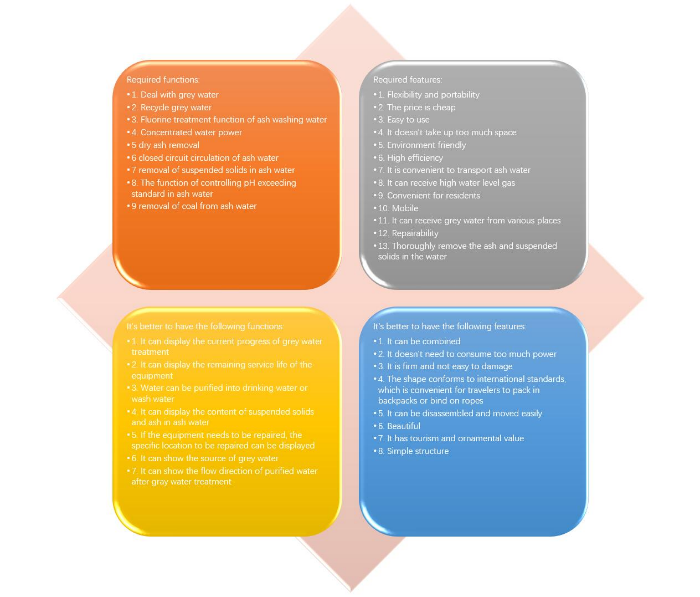 Required functions:
• 1. Deal with grey water
• 2. Recycle grey water
• 3. Fluorine treatment function of ash washing water
• 4. Concentrated water power
• 5 dry ash removal
• 6 closed circuit circulation of ash water
• 7 removal of suspended solids in ash water
• 8. The function of controlling pH exceeding
standard in ash water
• 9 removal of coal from ash water
Required features:
• 1. Flexibility and portability
• 2. The price is cheap
• 3. Easy to use
• 4. It doesn't take up too much space
• 5. Environment friendly
• 6. High efficiency
• 7. It is convenient to transport ash water
• 8. It can receive high water level gas
• 9. Convenient for residents
• 10. Mobile
• 11. It can receive grey water from various places
• 12. Repairability
• 13. Thoroughly remove the ash and suspended
solids in the water
It's better to have the following functions:
• 1. It can display the current progress of grey water
treatment
• 2. It can display the remaining service life of the
equipment
• 3. Water can be purified into drinking water or
wash water
• 4. It can display the content of suspended solids
and ash in ash water
• 5. If the equipment needs to be repaired, the
specific location to be repaired can be displayed
• 6. It can show the source of grey water
• 7. It can show the flow direction of purified water
after gray water treatment
It's better to have the following features:
• 1. It can be combined
• 2. It doesn't need to consume too much power
• 3. It is firm and not easy to damage
• 4. The shape conforms to international standards,
which is convenient for travelers to pack in
backpacks or bind on ropes
• 5. It can be disassembled and moved easily
• 6. Beautiful
• 7. It has tourism and ornamental value
• 8. Simple structure